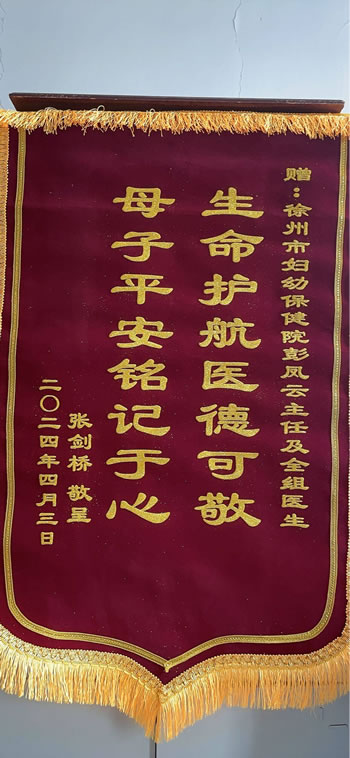 赠：徐州市妇幼保健院彭凤云主任及全组医生
生命护航医德可敬
母子平安铭记于心
张剑桥 敬呈
二〇二四年四月三日